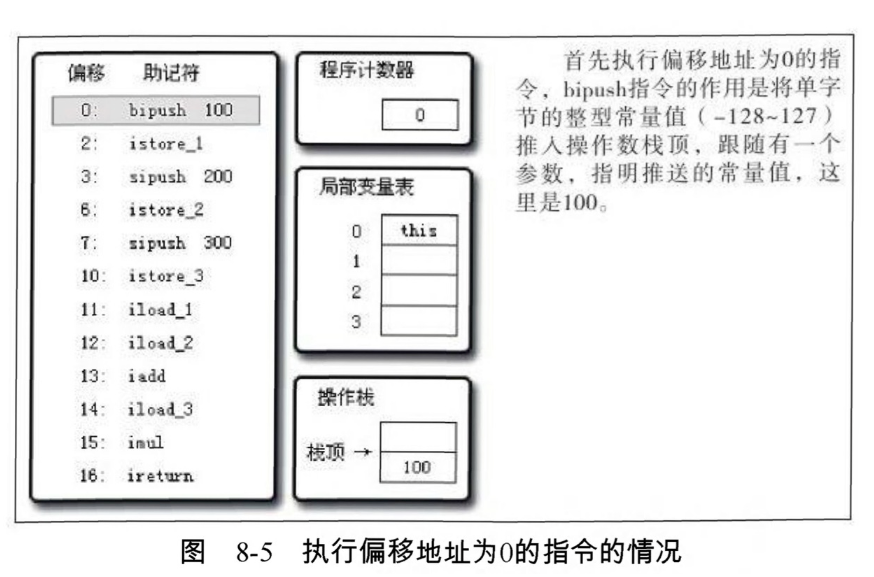 偏移 助记符
0: bipush 100
2: istore_1
3: sipush 200
6: istore_2
7: sipush 300
10: istore_3
11: iload_1
12: iload_2
13: iadd
14: iload_3
15: imul
16: ireturn
程序计数器
0
局部变量表
0 this
1
2
3
操作栈
栈顶 →
100
首先执行偏移地址为0的指
令，bipush指令的作用是将单字
节的整型常量值（-128~127）
推入操作数栈顶，跟随有一个
参数，指明推送的常量值，这
里是100。
图 8-5 执行偏移地址为0的指令的情况